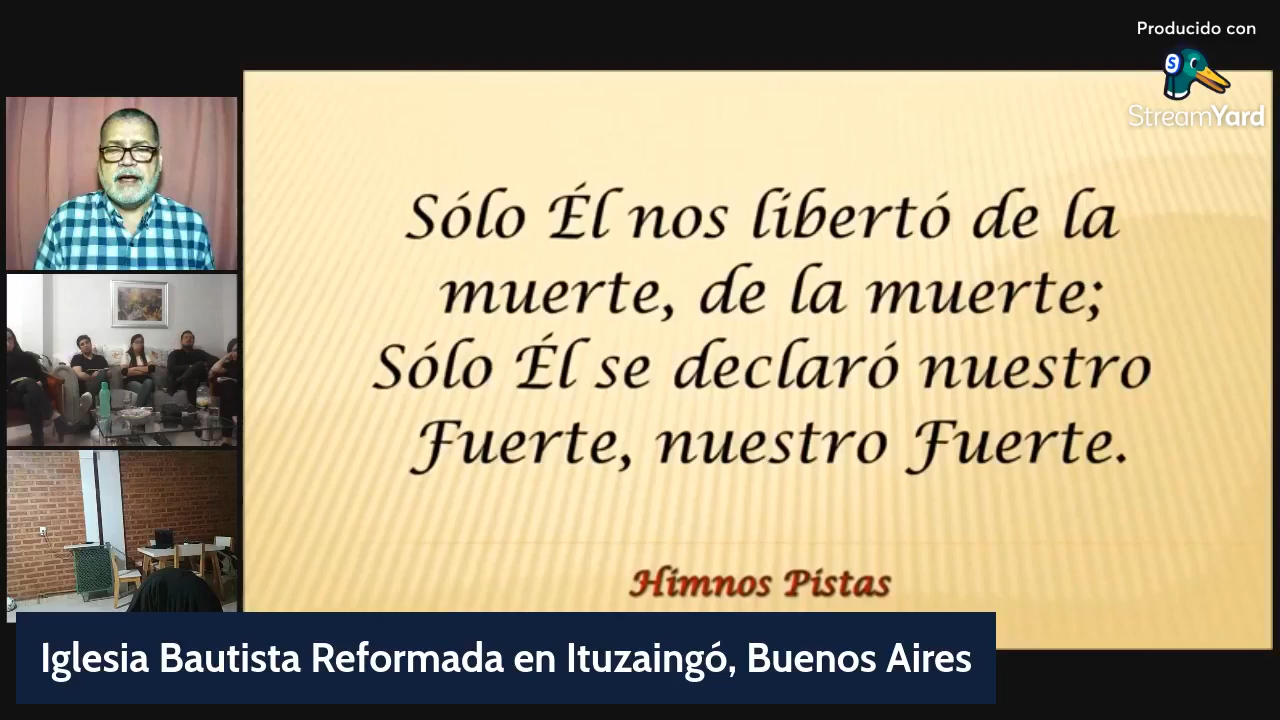 Producido con
StreamYard
Sólo Él nos libertó de la
muerte, de la muerte;
Sólo Él se declaró nuestro
Fuerte, nuestro Fuerte.
Himnos Pistas
Iglesia Bautista Reformada en Ituzaingó, Buenos Aires